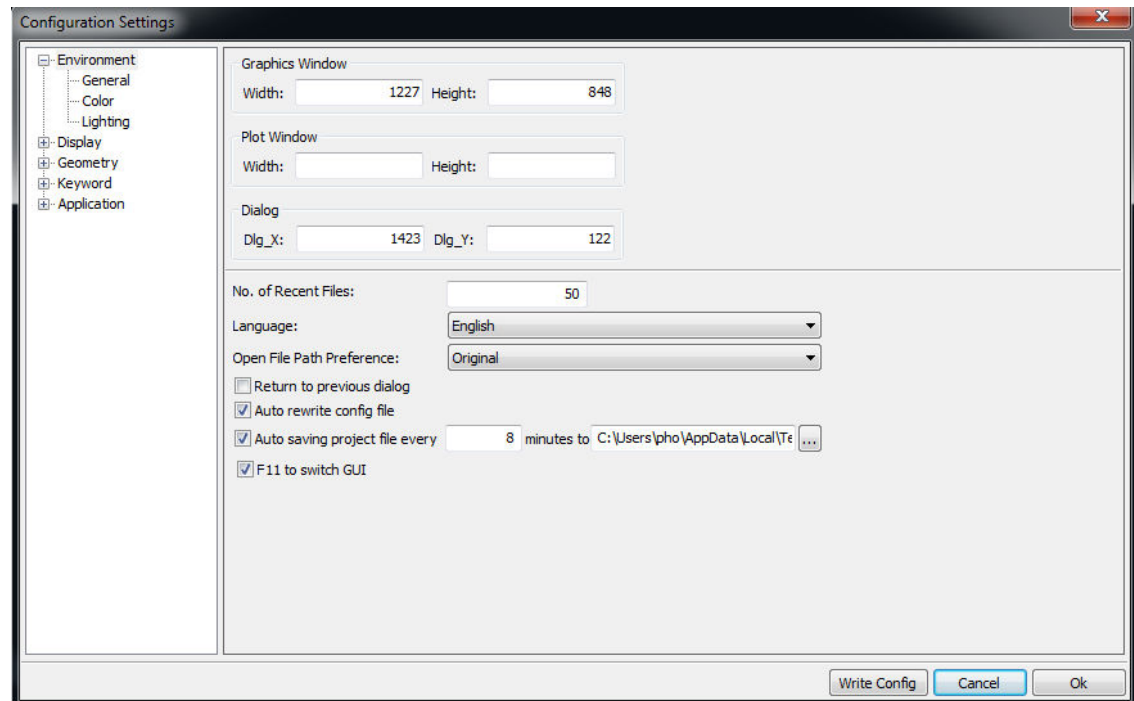 Configuration Settings
Environment
General
Color
Lighting
Display
Geometry
Keyword
Application
Graphics Window
Width: 1227 Height: 848
Plot Window
Width: Height:
Dialog
Dlg_X: 1423 Dlg_Y: 122
No. of Recent Files: 50
Language: English
Open File Path Preference: Original
Return to previous dialog
Auto rewrite config file
Auto saving project file every 8 minutes to C:\Users\pho\AppData\Local\Te ...
F11 to switch GUI
Write Config Cancel Ok